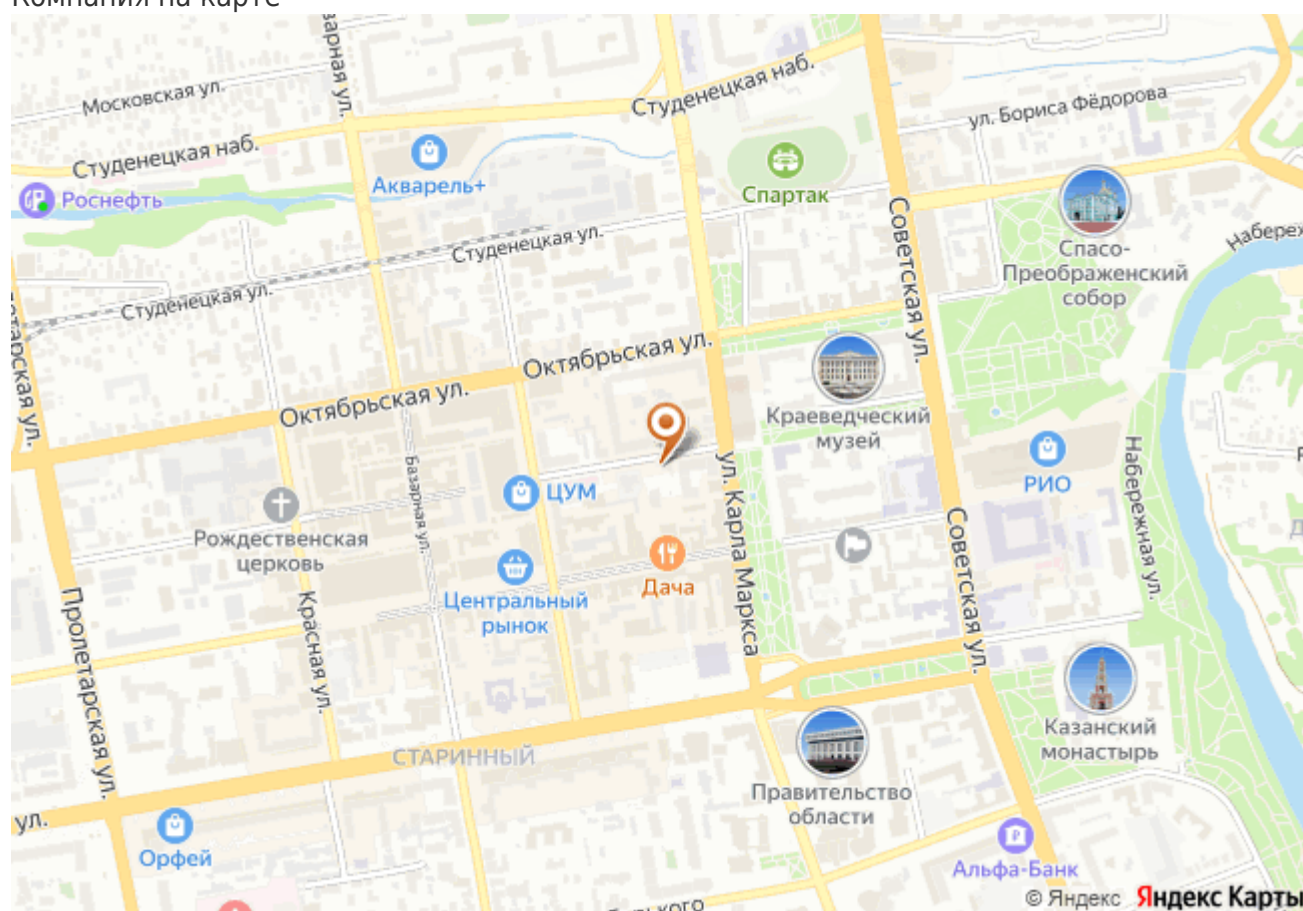 Компания на карте
Базарная ул.
Московская ул.
Студенецкая наб.
Студенецкая наб.
ул. Бориса Фёдорова
Акварель+
Роснефть
Спартак
Спасо-
Преображенский
собор
Студенецкая ул.
Студенецкая ул.
Советская ул.
Октябрьская ул.
Октябрьская ул.
Краеведческий
музей
ул. Карла Маркса
РИО
Набережная ул.
Базарная ул.
ЦУМ
Рождественская
церковь
Центральный
рынок
Дача
Советская ул.
Пролетарская ул.
Красная ул.
Казанский
монастырь
СТАРИННЫЙ
Правительство
области
ул.
Орфей
Альфа-Банк
© Яндекс Яндекс Карты